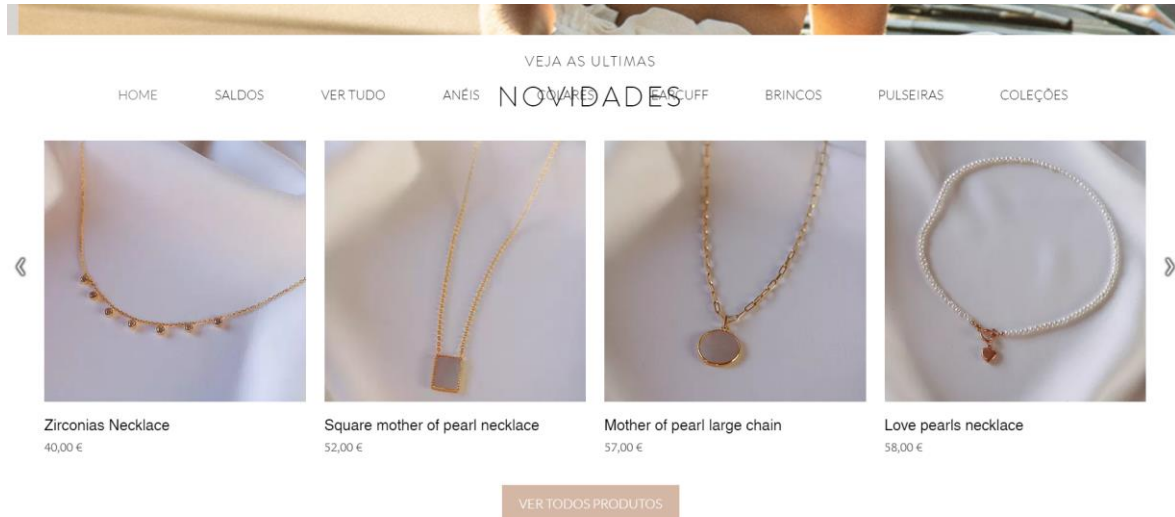 VEJA AS ULTIMAS
NOVIDADES
HOME SALDOS VER TUDO ANÉIS COLARES EARCUFF BRINCOS PULSEIRAS COLEÇÕES
Zirconias Necklace
40,00 €
Square mother of pearl necklace
52,00 €
Mother of pearl large chain
57,00 €
Love pearls necklace
58,00 €
VER TODOS PRODUTOS